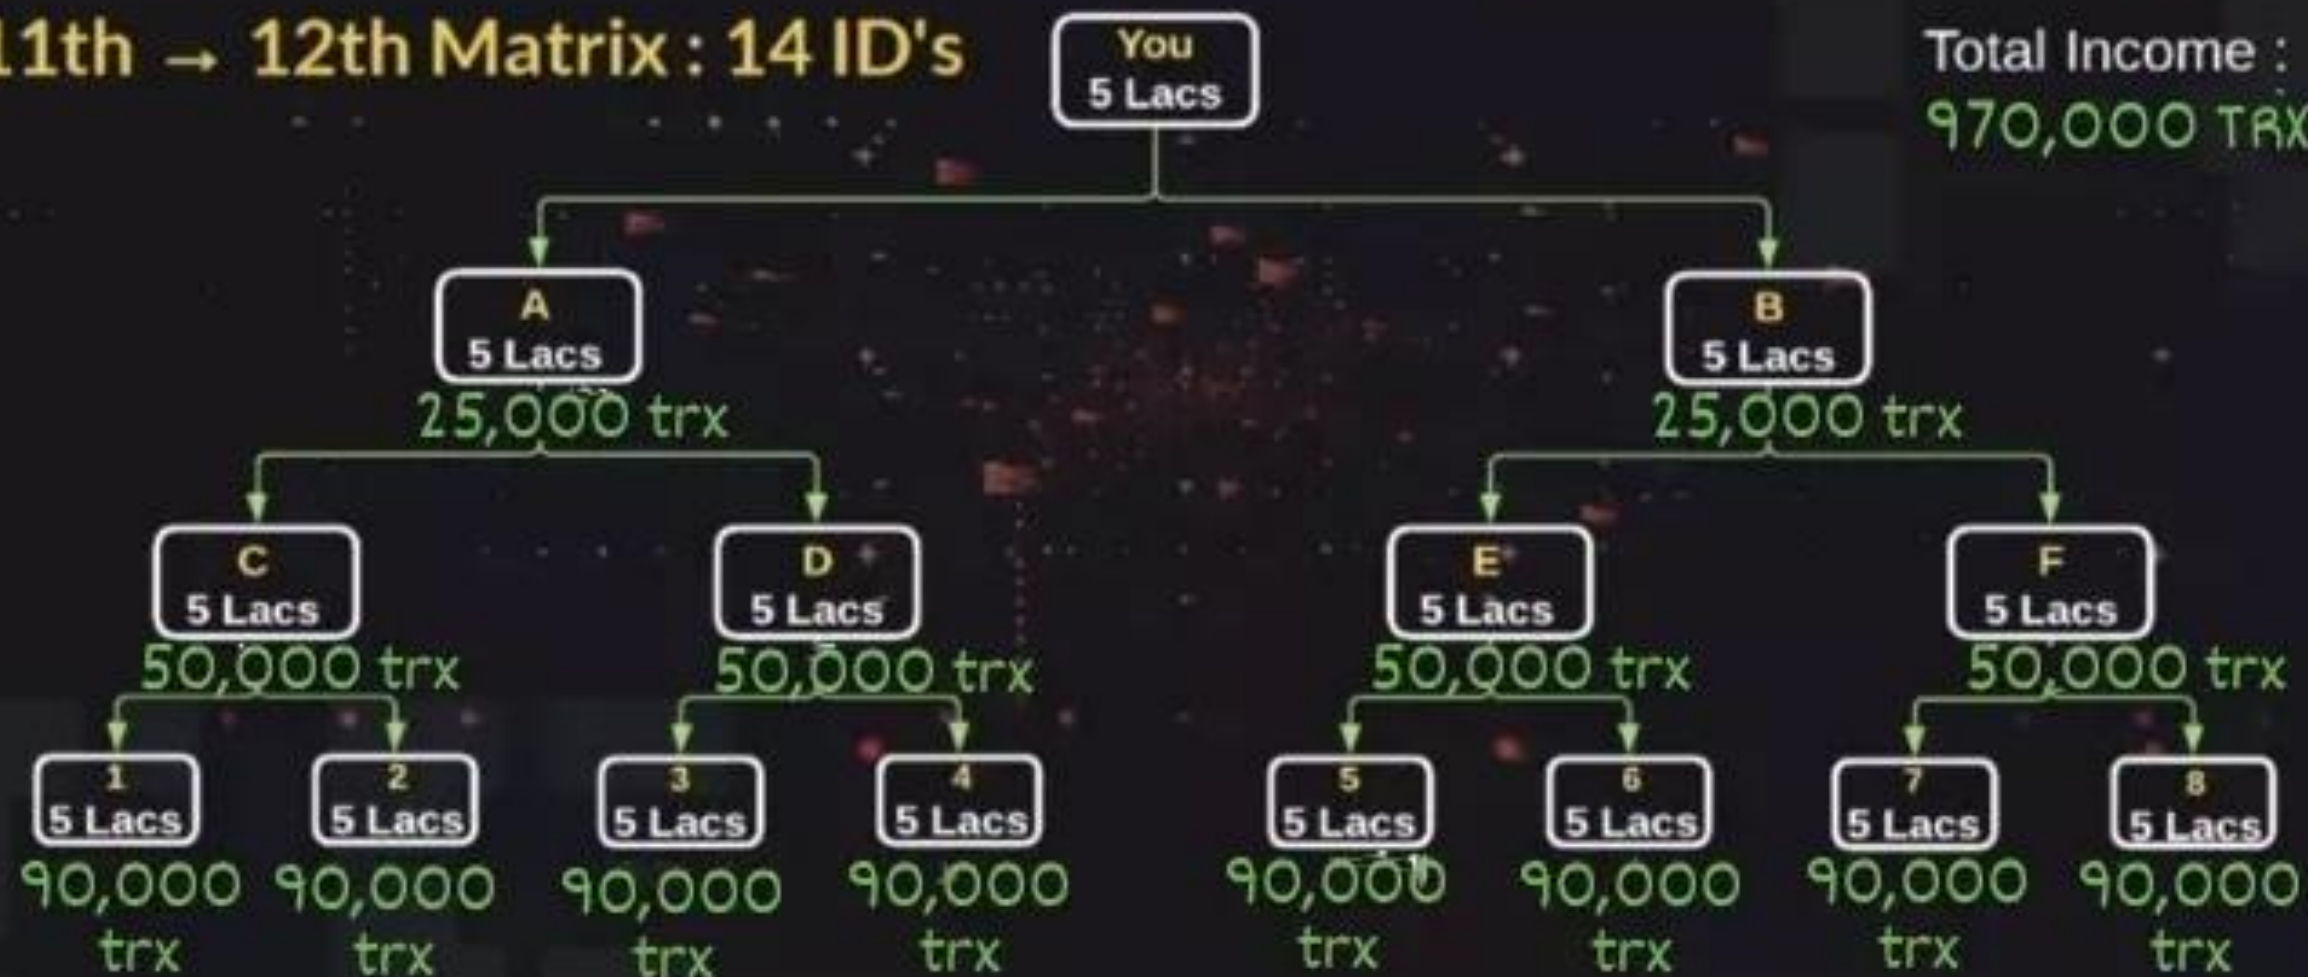 11th → 12th Matrix : 14 ID's
You
5 Lacs
Total Income :
970,000 TRX
A
5 Lacs
25,000 trx
B
5 Lacs
25,000 trx
C
5 Lacs
50,000 trx
D
5 Lacs
50,000 trx
E
5 Lacs
50,000 trx
F
5 Lacs
50,000 trx
1
5 Lacs
90,000
trx
2
5 Lacs
90,000
trx
3
5 Lacs
90,000
trx
4
5 Lacs
90,000
trx
5
5 Lacs
90,000
trx
6
5 Lacs
90,000
trx
7
5 Lacs
90,000
trx
8
5 Lacs
90,000
trx